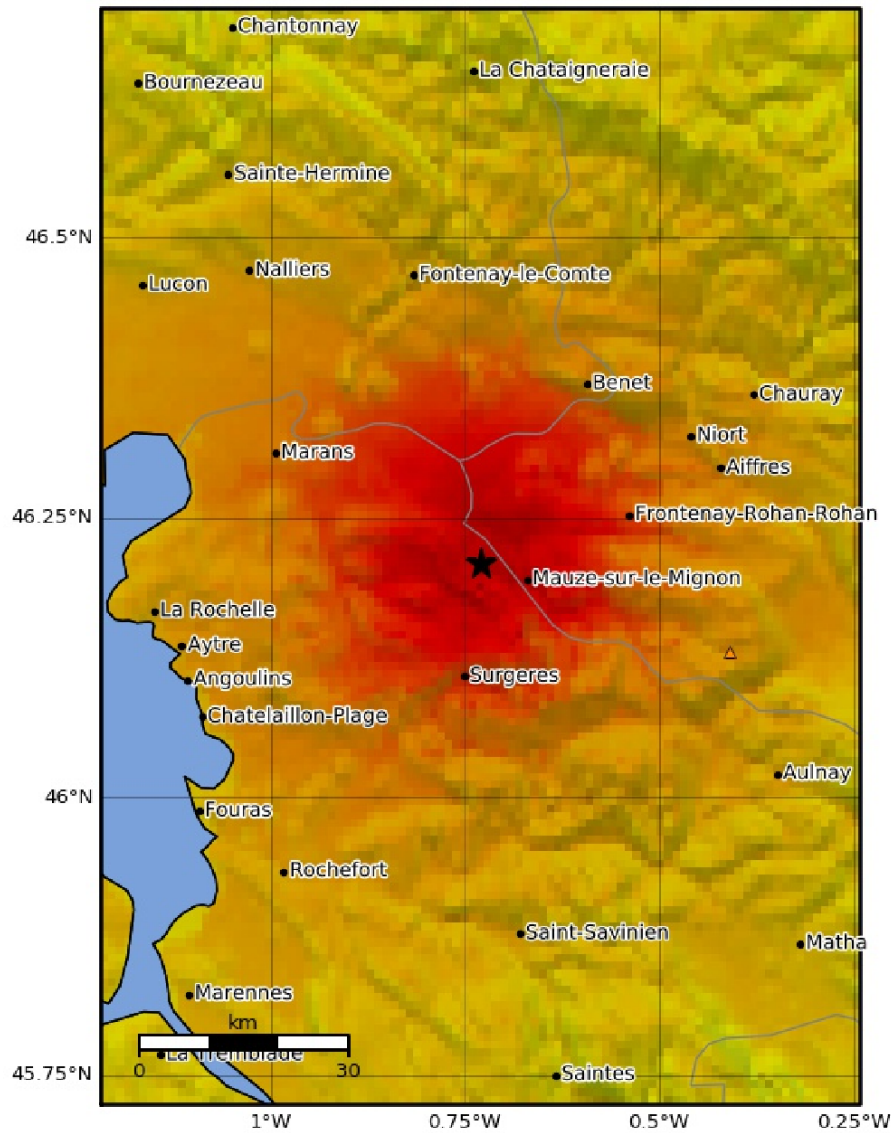 Chantonnay
La Chataigneraie
Bournezeau
Sainte-Hermine
46.5°N
Nalliers
Fontenay-le-Comte
Lucon
Benet
Chauray
Niort
Marans
Aiffres
46.25°N
Frontenay-Rohan-Rohan
Mauze-sur-le-Mignon
La Rochelle
Aytre
Surgeres
Angoulins
Chatelaillon-Plage
Aulnay
46°N
Fouras
Rochefort
Saint-Savinien
Matha
Marennes
km
La Tremblade
0 30
45.75°N
Saintes
1°W 0.75°W 0.5°W 0.25°W